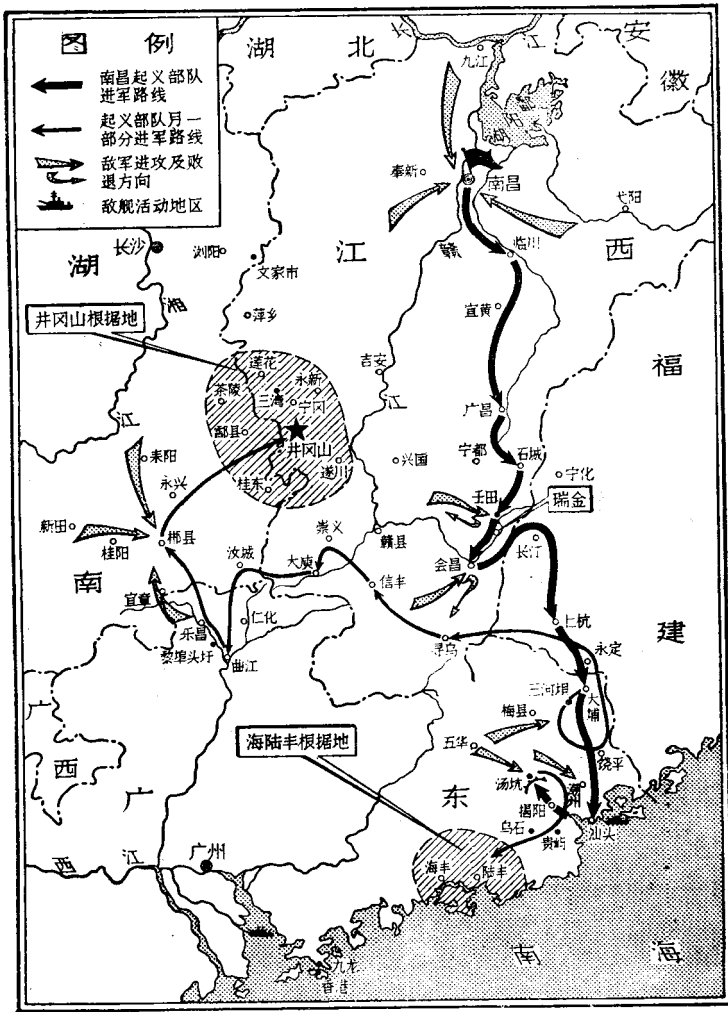 图 例
南昌起义部队
进军路线
起义部队另一
部分进军路线
敌军进攻及败
退方向
敌舰活动地区
湖 北
长 江
九江
安
徽
奉新
南昌
弋阳
长沙
浏阳
文家市
湖
湘
江
江
赣
临川
西
宜黄
井冈山根据地
萍乡
莲花
永新
茶陵
三湾
宁冈
吉安
福
酃县
井冈山
江
广昌
遂川
兴国
宁都
石城
宁化
耒阳
永兴
桂东
壬田
瑞金
新田
郴县
崇义
赣县
桂阳
汝城
大庾
会昌
长汀
南
信丰
宜章
乐昌
仁化
上杭
建
黎埠头圩
曲江
寻乌
永定
三河坝
大
埔
广
梅县
海陆丰根据地
五华
饶平
西
广
东
汤坑
揭阳
州
乌石
贵屿
汕头
西 江
广州
海丰
陆丰
南 海
九龙
香港